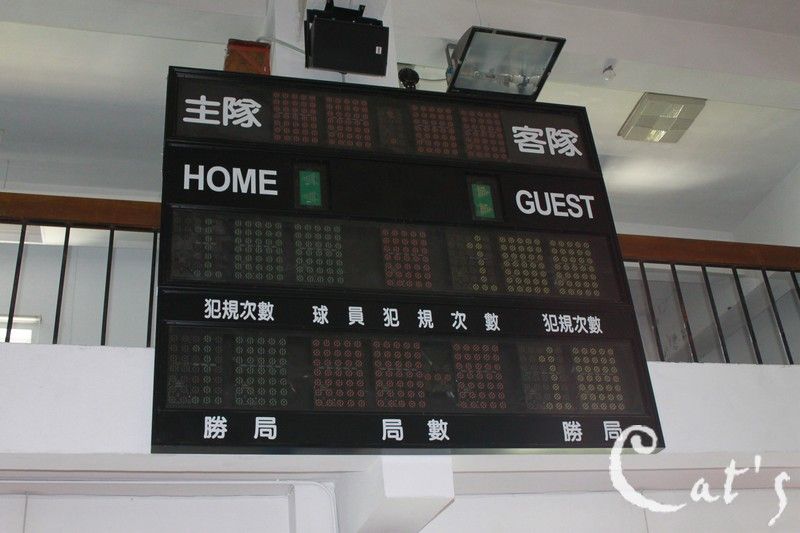 主隊 客隊
HOME GUEST
犯規次數 球員犯規次數 犯規次數
勝局 局數 勝局
Cat's